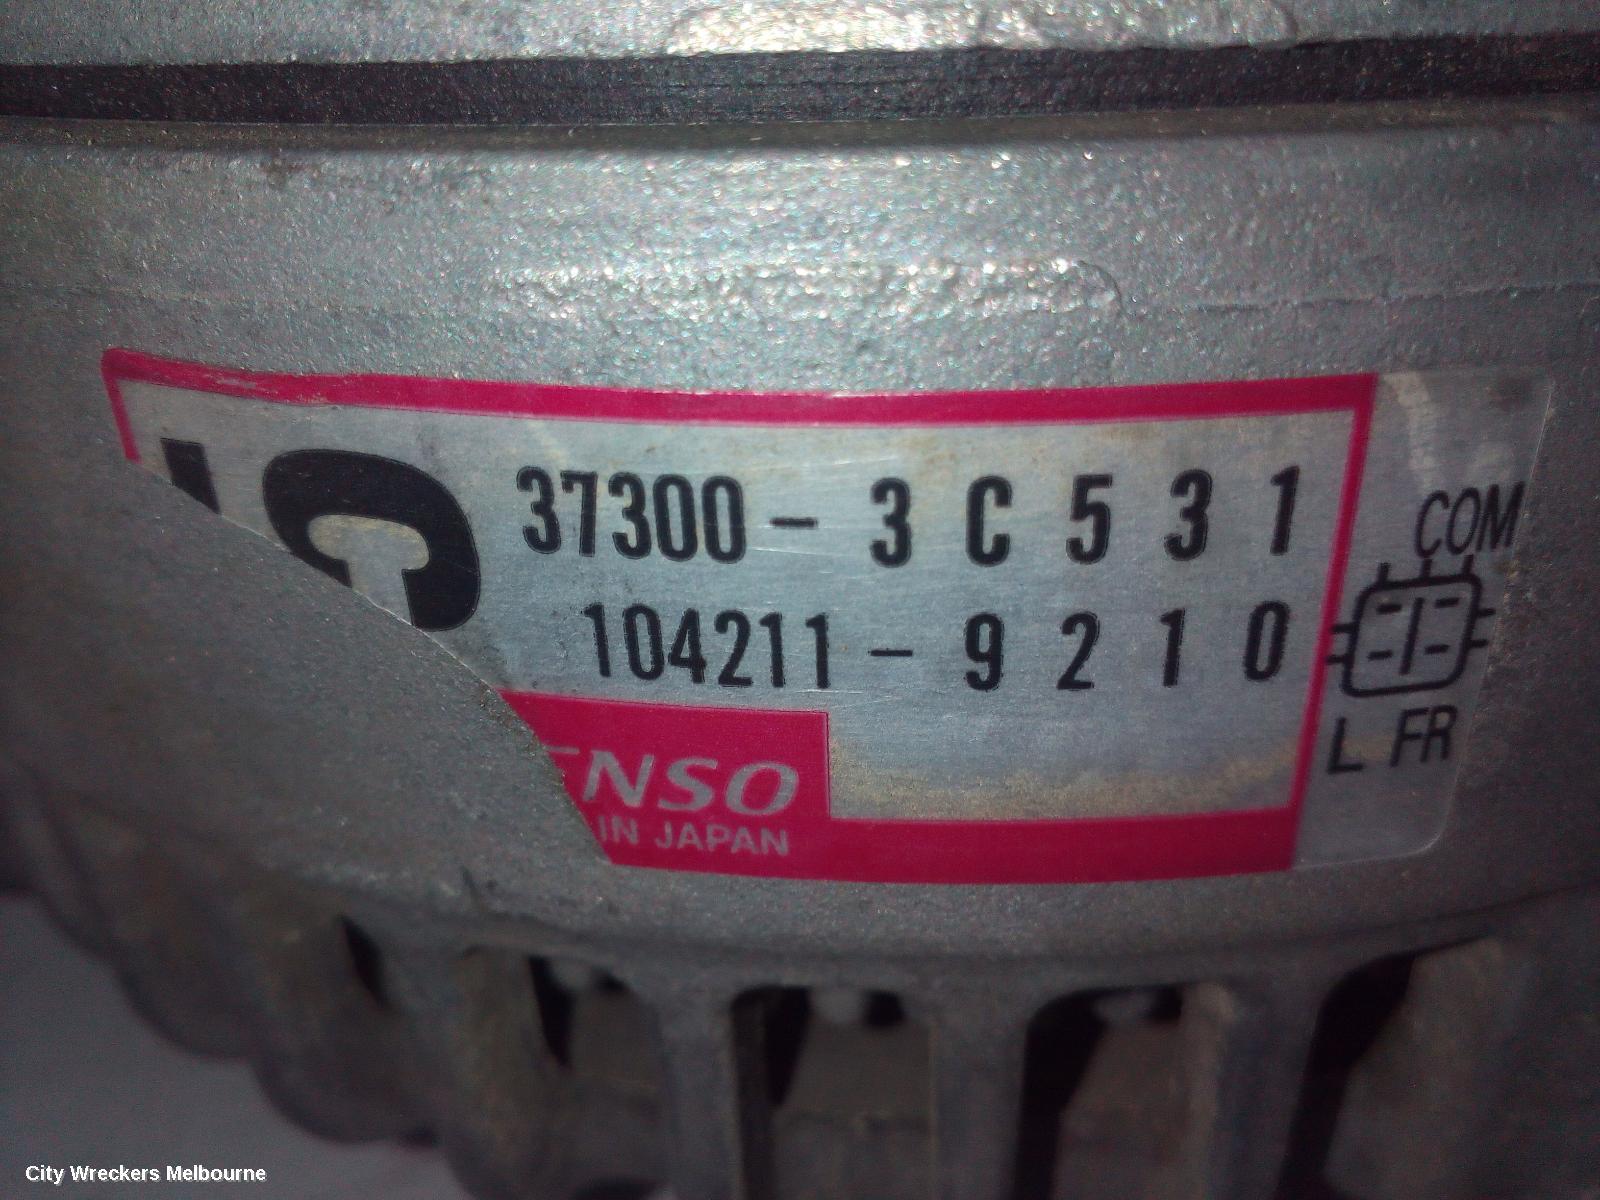 37300-3C531
104211-9210
ENSO
IN JAPAN
COM
L FR
City Wreckers Melbourne